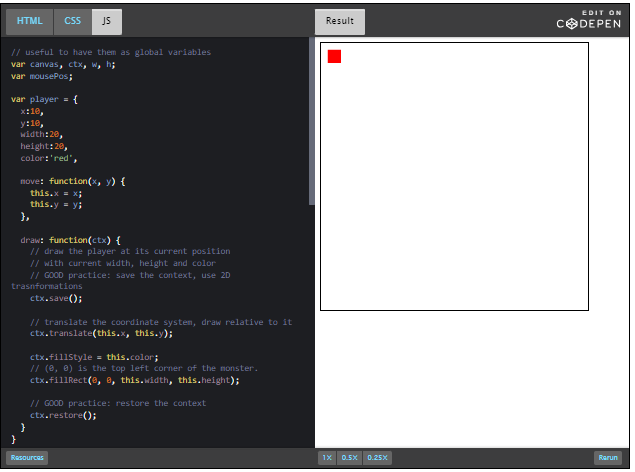 HTML CSS JS Result EDIT ON
CODEPEN
// useful to have them as global variables
var canvas, ctx, w, h;
var mousePos;
var player = {
x:10,
y:10,
width:20,
height:20,
color:'red',
move: function(x, y) {
this.x = x;
this.y = y;
},
draw: function(ctx) {
// draw the player at its current position
// with current width, height and color
// GOOD practice: save the context, use 2D
trasnformations
ctx.save();
// translate the coordinate system, draw relative to it
ctx.translate(this.x, this.y);
ctx.fillStyle = this.color;
// (0, 0) is the top left corner of the monster.
ctx.fillRect(0, 0, this.width, this.height);
// GOOD practice: restore the context
ctx.restore();
}
}
Resources 1X 0.5X 0.25X Rerun